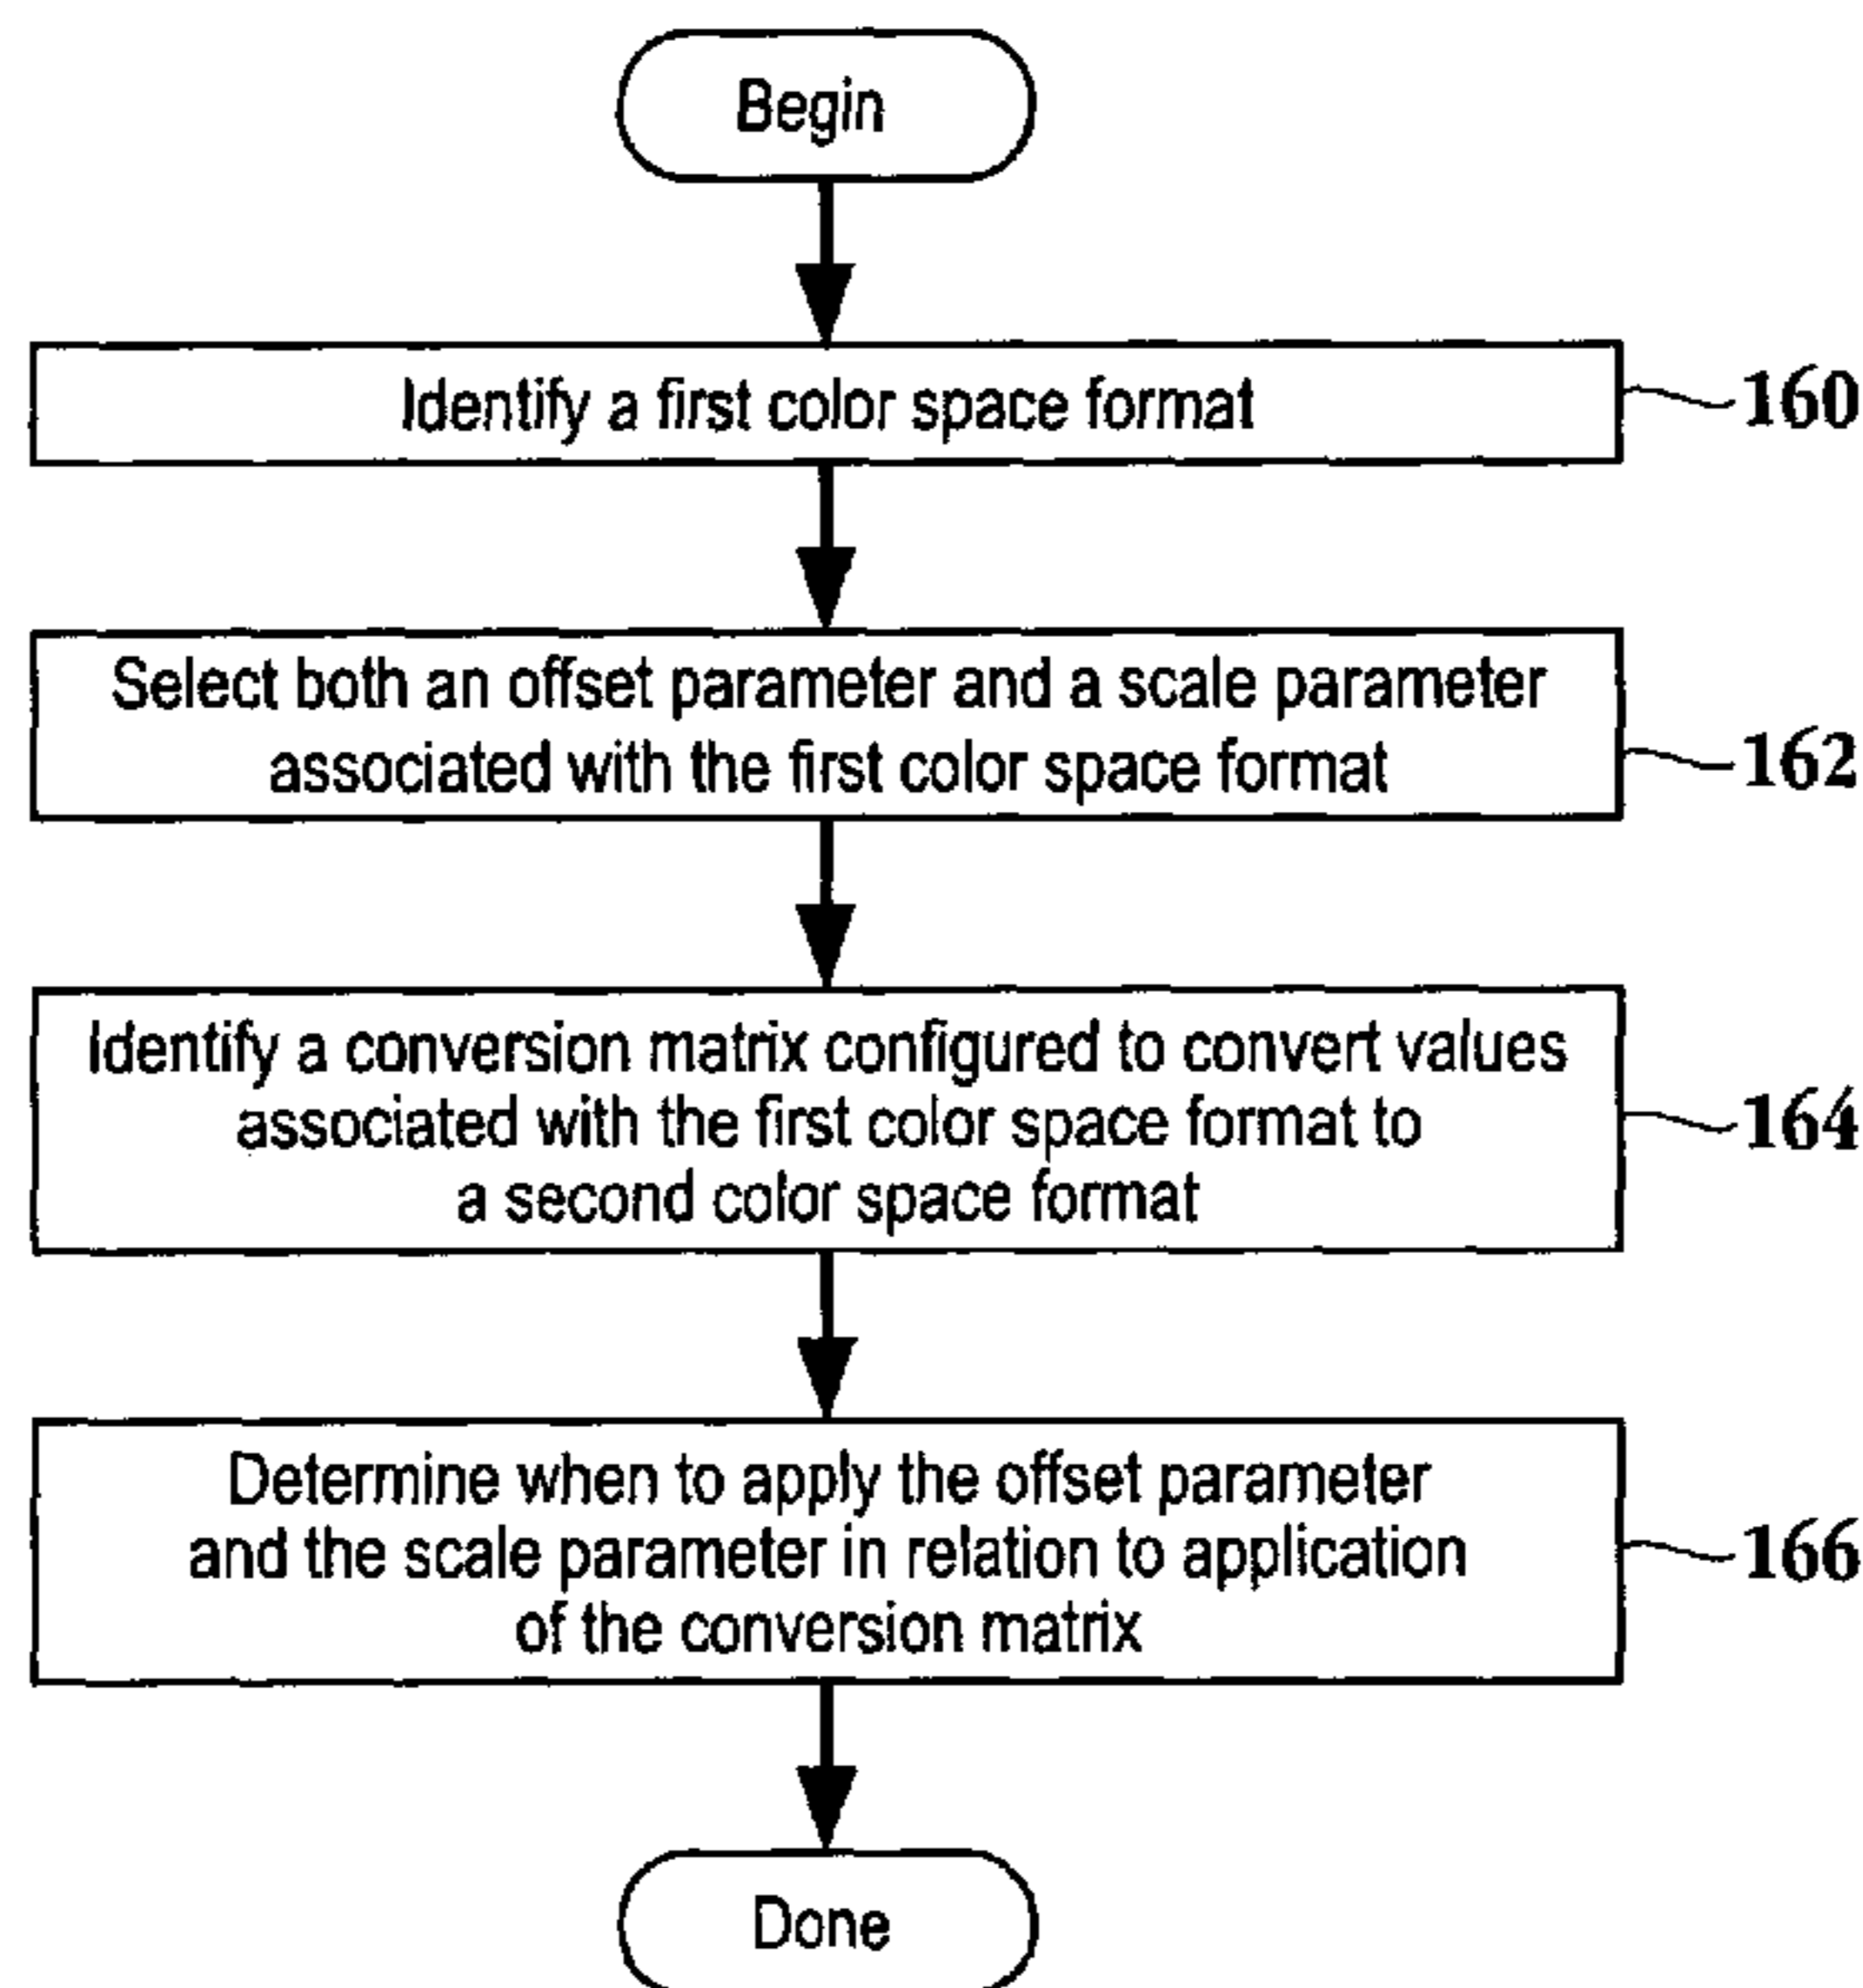 Begin
Identify a first color space format
160
Select both an offset parameter and a scale parameter
associated with the first color space format
162
Identify a conversion matrix configured to convert values
associated with the first color space format to
a second color space format
164
Determine when to apply the offset parameter
and the scale parameter in relation to application
of the conversion matrix
166
Done